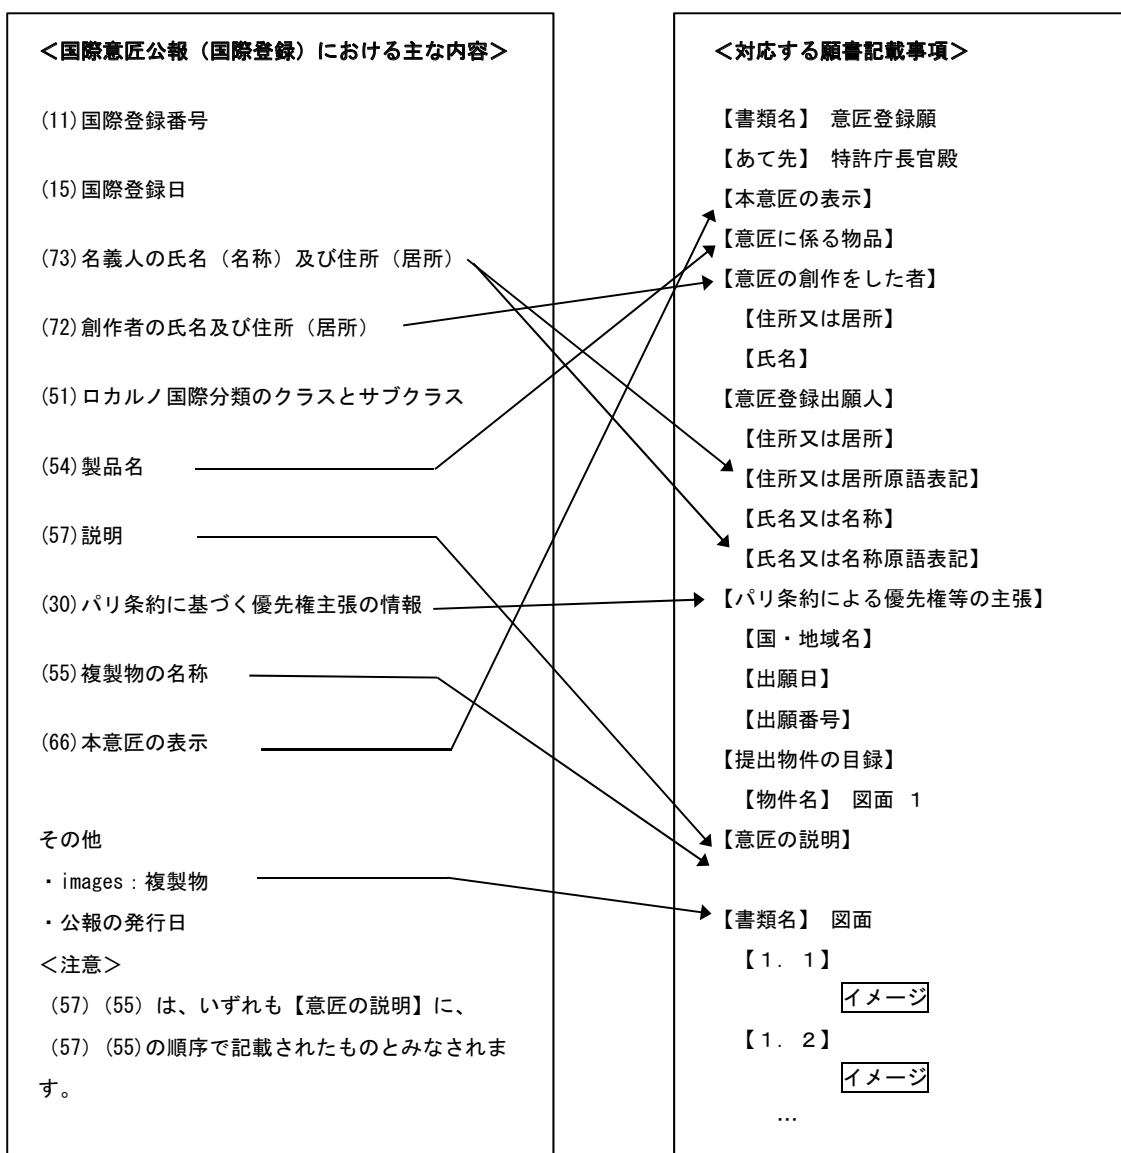 <国際意匠公報（国際登録）における主な内容>
(11)国際登録番号
(15)国際登録日
(73)名義人の氏名（名称）及び住所（居所）
(72)創作者の氏名及び住所（居所）
(51)ロカルノ国際分類のクラスとサブクラス
(54)製品名
(57)説明
(30)パリ条約に基づく優先権主張の情報
(55)複製物の名称
(66)本意匠の表示
その他
・images：複製物
・公報の発行日
＜注意＞
(57)(55)は、いずれも【意匠の説明】に、
(57)(55)の順序で記載されたものとみなされま
す。
＜対応する願書記載事項＞
【書類名】 意匠登録願
【あて先】 特許庁長官殿
【本意匠の表示】
【意匠に係る物品】
【意匠の創作をした者】
【住所又は居所】
【氏名】
【意匠登録出願人】
【住所又は居所】
【住所又は居所原語表記】
【氏名又は名称】
【氏名又は名称原語表記】
【パリ条約による優先権等の主張】
【国・地域名】
【出願日】
【出願番号】
【提出物件の目録】
【物件名】 図面 １
【意匠の説明】
【書類名】 図面
【１．１】
イメージ
【１．２】
イメージ
…